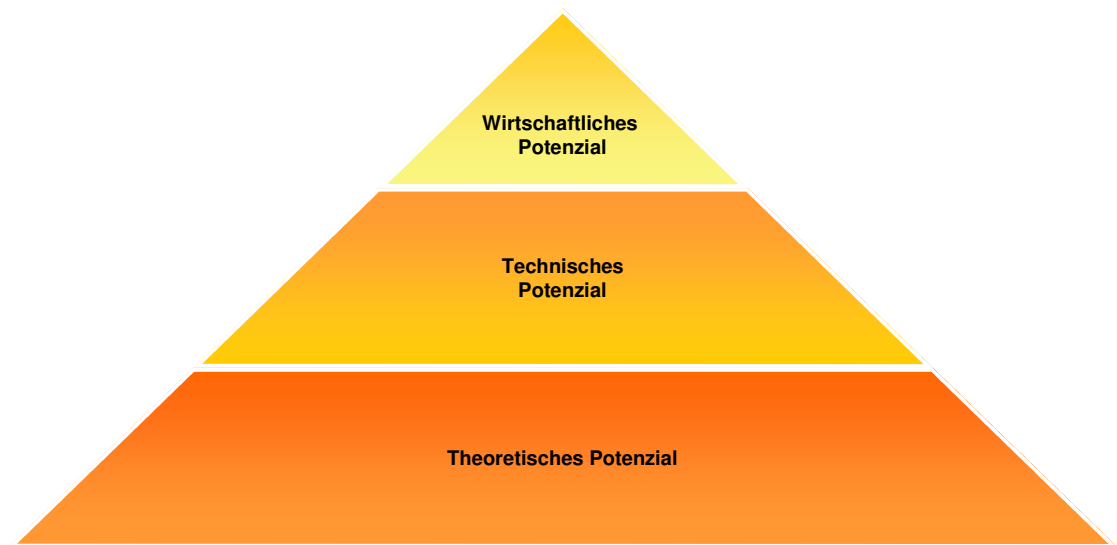 Wirtschaftliches
Potenzial
Technisches
Potenzial
Theoretisches Potenzial